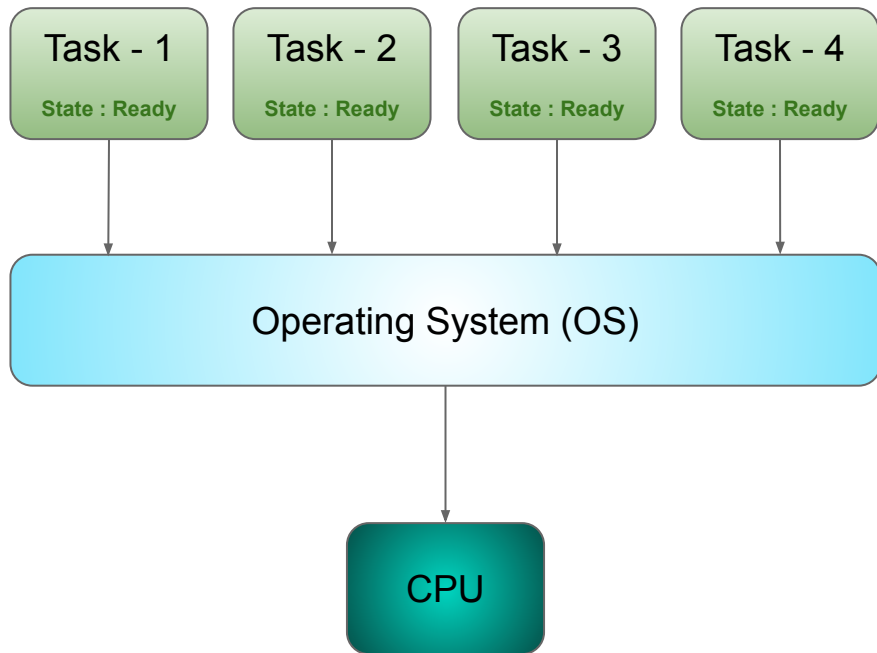 Task - 1
State : Ready
Task - 2
State : Ready
Task - 3
State : Ready
Task - 4
State : Ready
Operating System (OS)
CPU